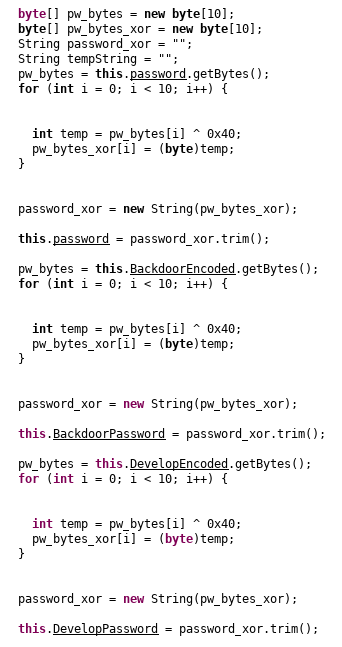 byte[] pw_bytes = new byte[10];
byte[] pw_bytes_xor = new byte[10];
String password_xor = "";
String tempString = "";
pw_bytes = this.password.getBytes();
for (int i = 0; i < 10; i++) {
int temp = pw_bytes[i] ^ 0x40;
pw_bytes_xor[i] = (byte)temp;
}
password_xor = new String(pw_bytes_xor);
this.password = password_xor.trim();
pw_bytes = this.BackdoorEncoded.getBytes();
for (int i = 0; i < 10; i++) {
int temp = pw_bytes[i] ^ 0x40;
pw_bytes_xor[i] = (byte)temp;
}
password_xor = new String(pw_bytes_xor);
this.BackdoorPassword = password_xor.trim();
pw_bytes = this.DevelopEncoded.getBytes();
for (int i = 0; i < 10; i++) {
int temp = pw_bytes[i] ^ 0x40;
pw_bytes_xor[i] = (byte)temp;
}
password_xor = new String(pw_bytes_xor);
this.DevelopPassword = password_xor.trim();